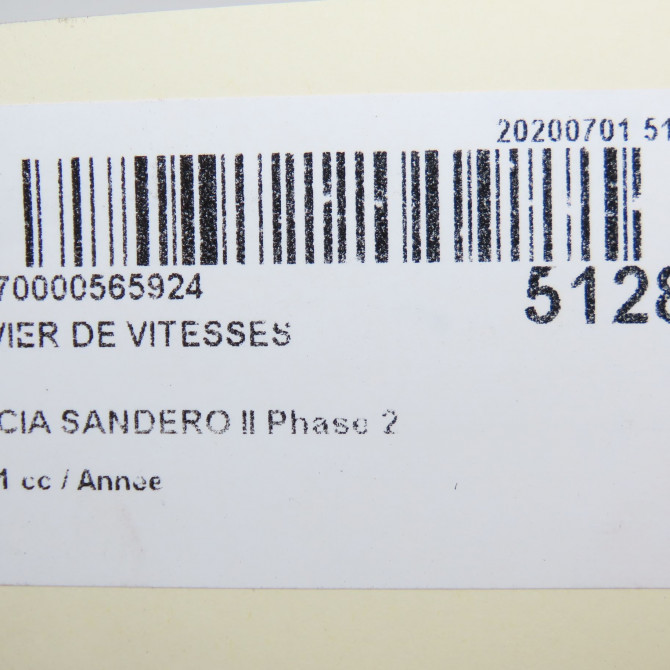 20200701 51
70000565924
5128
VIER DE VITESSES
CIA SANDERO II Phase 2
1 cc / Annee